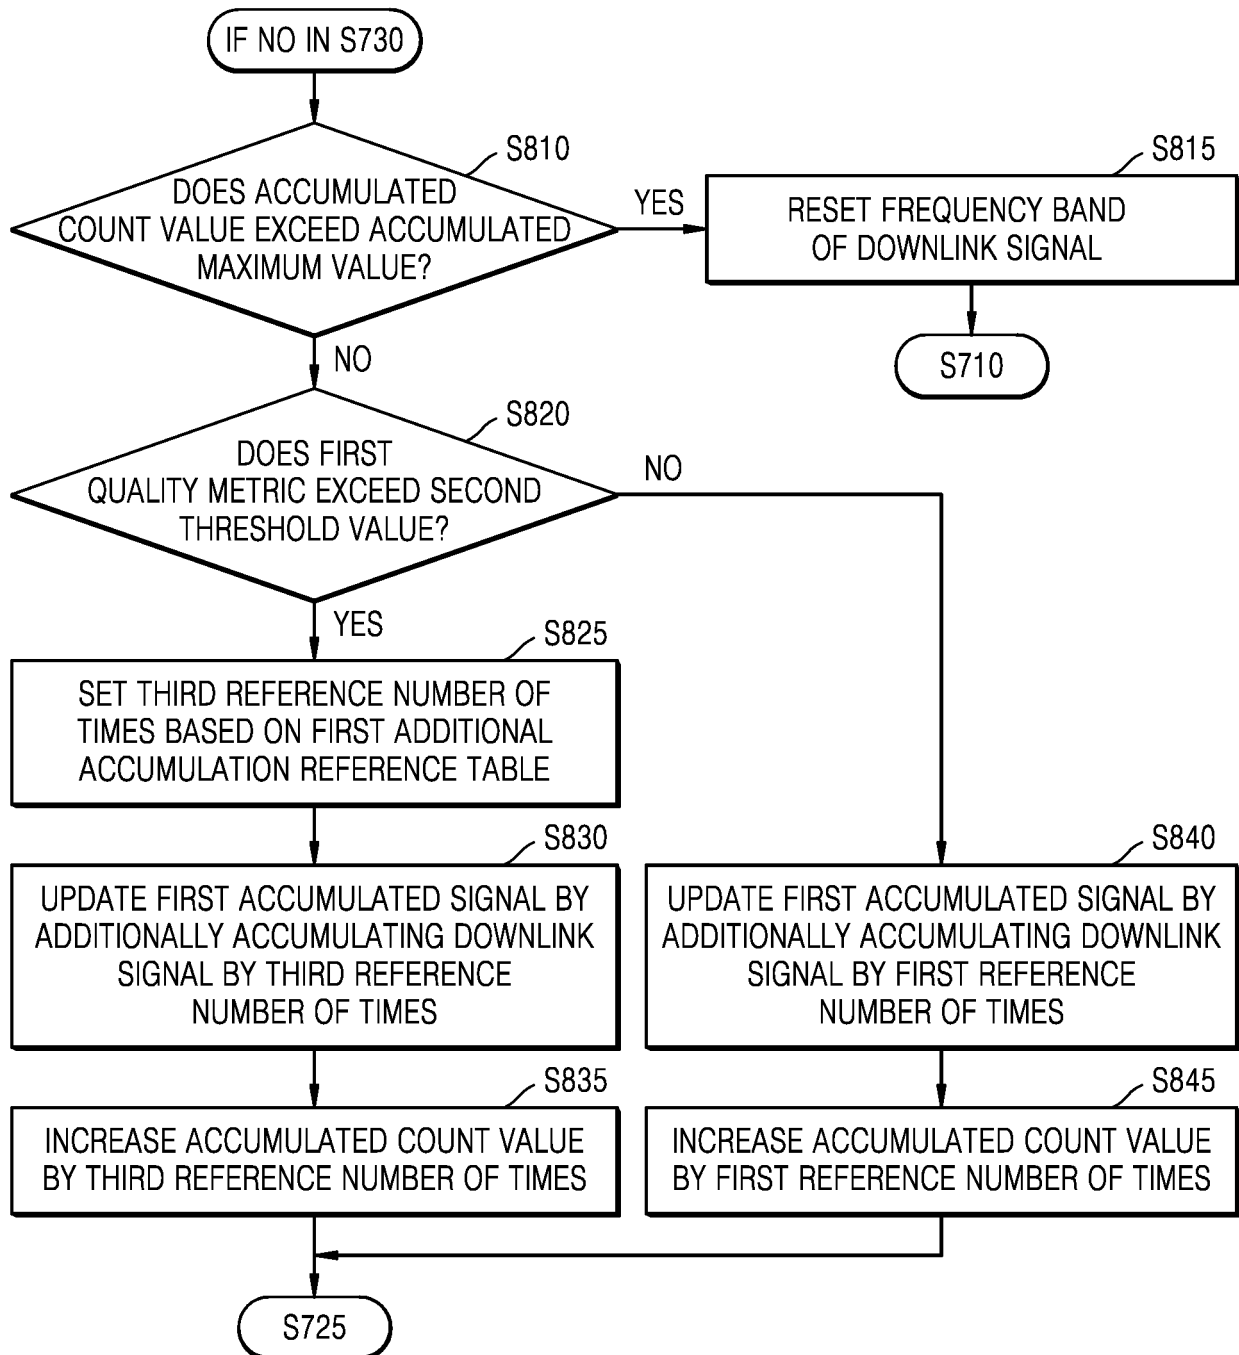 IF NO IN S730
S810
DOES ACCUMULATED
COUNT VALUE EXCEED ACCUMULATED
MAXIMUM VALUE?
YES
S815
RESET FREQUENCY BAND
OF DOWNLINK SIGNAL
S710
NO
S820
DOES FIRST
QUALITY METRIC EXCEED SECOND
THRESHOLD VALUE?
NO
YES
S825
SET THIRD REFERENCE NUMBER OF
TIMES BASED ON FIRST ADDITIONAL
ACCUMULATION REFERENCE TABLE
S830
UPDATE FIRST ACCUMULATED SIGNAL BY
ADDITIONALLY ACCUMULATING DOWNLINK
SIGNAL BY THIRD REFERENCE
NUMBER OF TIMES
S840
UPDATE FIRST ACCUMULATED SIGNAL BY
ADDITIONALLY ACCUMULATING DOWNLINK
SIGNAL BY FIRST REFERENCE
NUMBER OF TIMES
S835
INCREASE ACCUMULATED COUNT VALUE
BY THIRD REFERENCE NUMBER OF TIMES
S845
INCREASE ACCUMULATED COUNT VALUE
BY FIRST REFERENCE NUMBER OF TIMES
S725